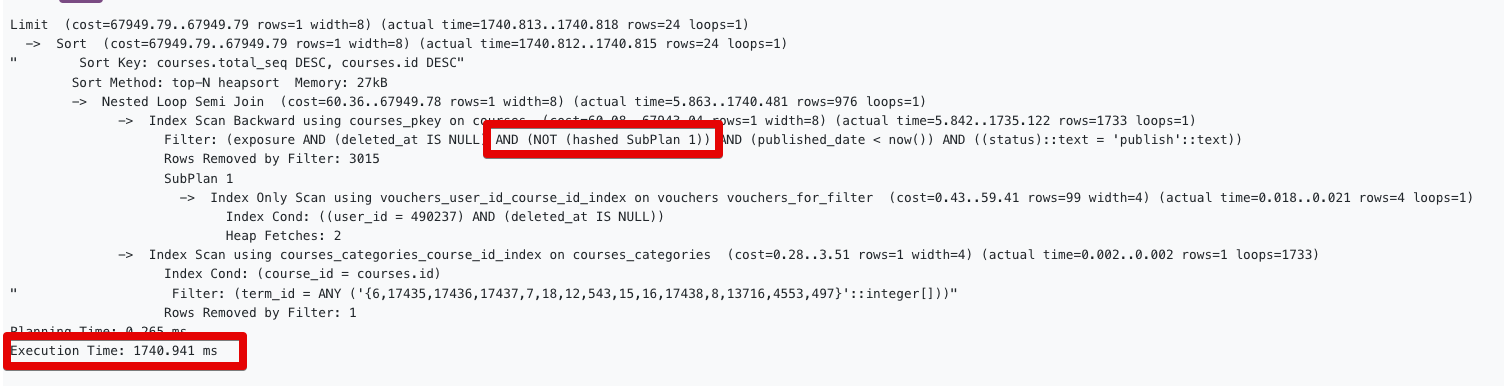 Limit  (cost=67949.79..67949.79 rows=1 width=8) (actual time=1740.813..1740.818 rows=24 loops=1)
->  Sort  (cost=67949.79..67949.79 rows=1 width=8) (actual time=1740.812..1740.815 rows=24 loops=1)
"        Sort Key: courses.total_seq DESC, courses.id DESC"
Sort Method: top-N heapsort  Memory: 27kB
->  Nested Loop Semi Join  (cost=60.36..67949.78 rows=1 width=8) (actual time=5.863..1740.481 rows=976 loops=1)
->  Index Scan Backward using courses_pkey on courses  (cost=60.08..67943.04 rows=1 width=8) (actual time=5.842..1735.122 rows=1733 loops=1)
Filter: (exposure AND (deleted_at IS NULL) AND (NOT (hashed SubPlan 1)) AND (published_date < now()) AND ((status)::text = 'publish'::text))
Rows Removed by Filter: 3015
SubPlan 1
->  Index Only Scan using vouchers_user_id_course_id_index on vouchers vouchers_for_filter  (cost=0.43..59.41 rows=99 width=4) (actual time=0.018..0.021 rows=4 loops=1)
Index Cond: ((user_id = 490237) AND (deleted_at IS NULL))
Heap Fetches: 2
->  Index Scan using courses_categories_course_id_index on courses_categories  (cost=0.28..3.51 rows=1 width=4) (actual time=0.002..0.002 rows=1 loops=1733)
Index Cond: (course_id = courses.id)
"                    Filter: (term_id = ANY ('{6,17435,17436,17437,7,18,12,543,15,16,17438,8,13716,4553,497}'::integer[]))"
Rows Removed by Filter: 1
Planning Time: 0.265 ms
Execution Time: 1740.941 ms